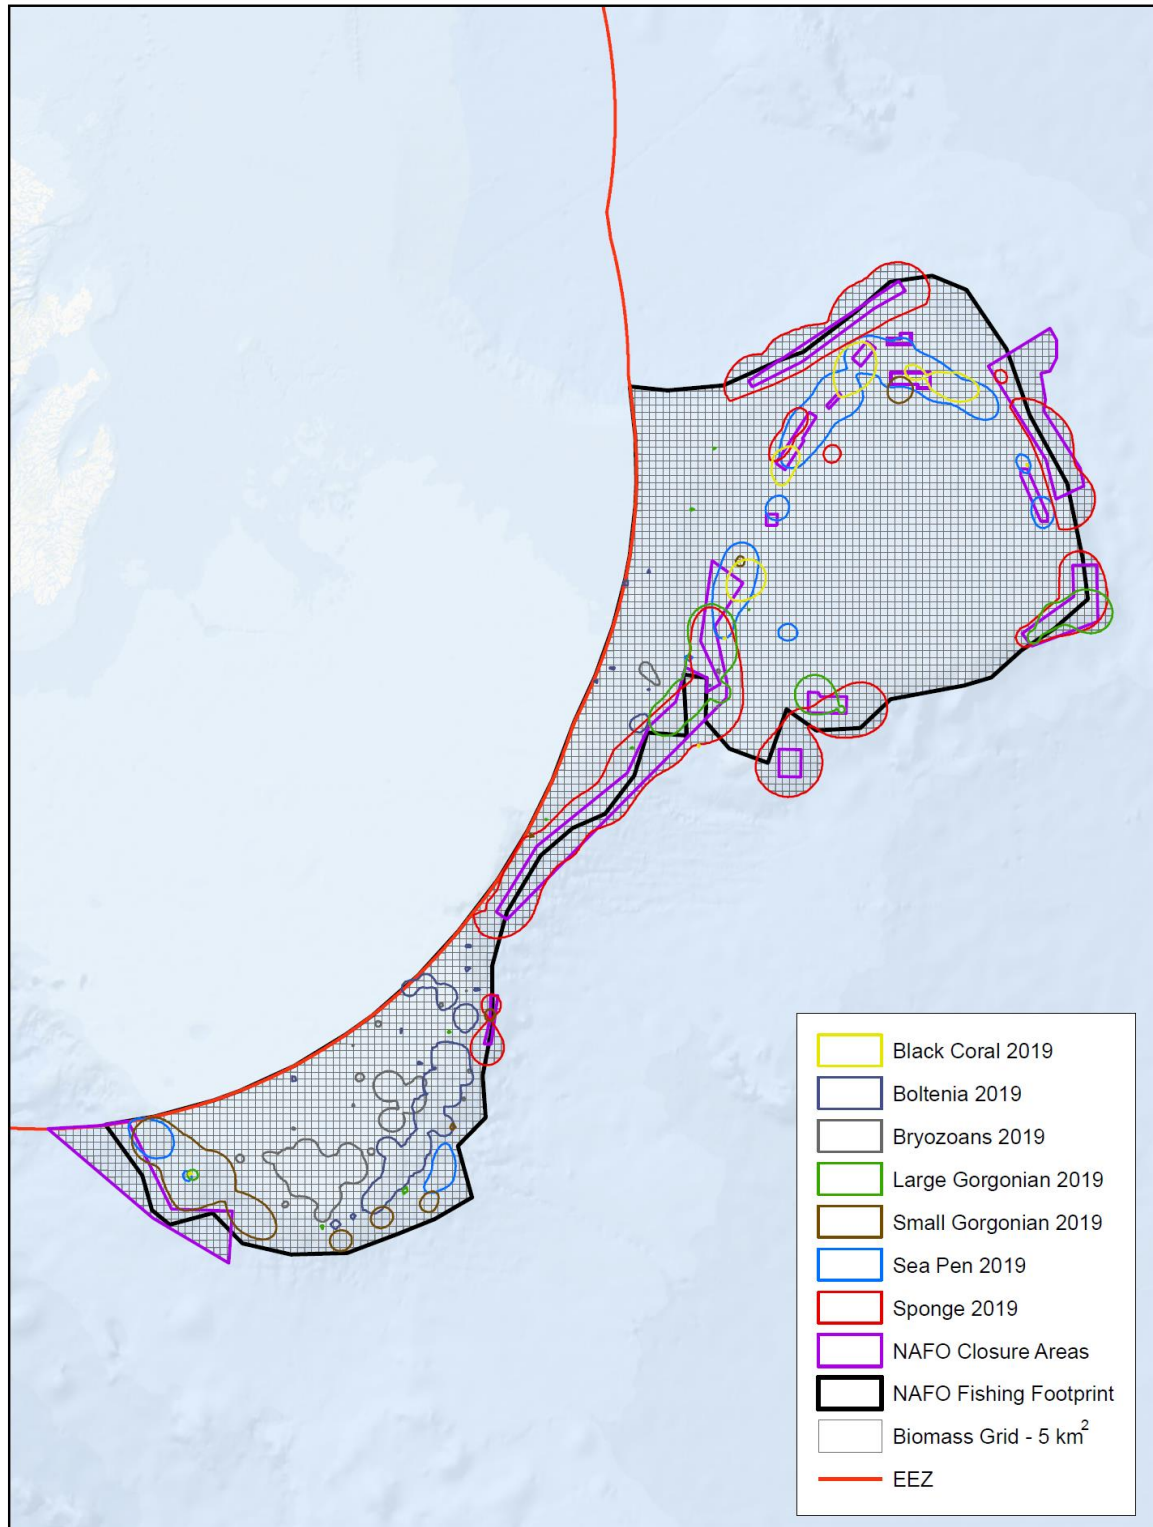 Black Coral 2019
Boltenia 2019
Bryozoans 2019
Large Gorgonian 2019
Small Gorgonian 2019
Sea Pen 2019
Sponge 2019
NAFO Closure Areas
NAFO Fishing Footprint
Biomass Grid - 5 km²
EEZ